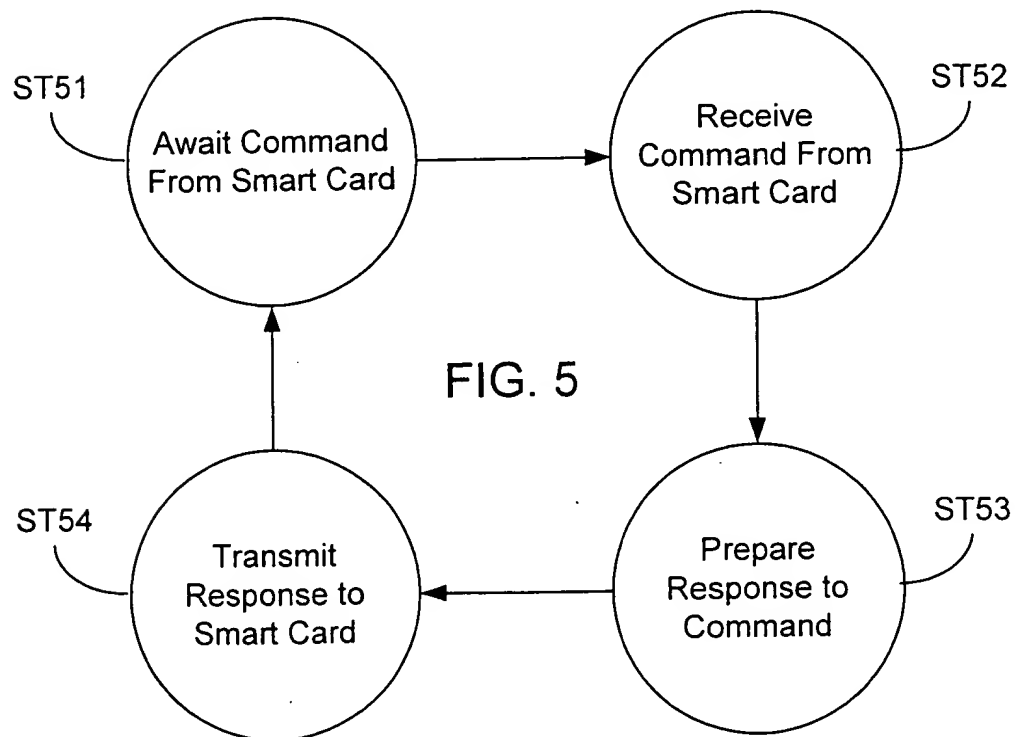 ST51
Await Command
From Smart Card
ST52
Receive
Command From
Smart Card
FIG. 5
ST54
Transmit
Response to
Smart Card
ST53
Prepare
Response to
Command